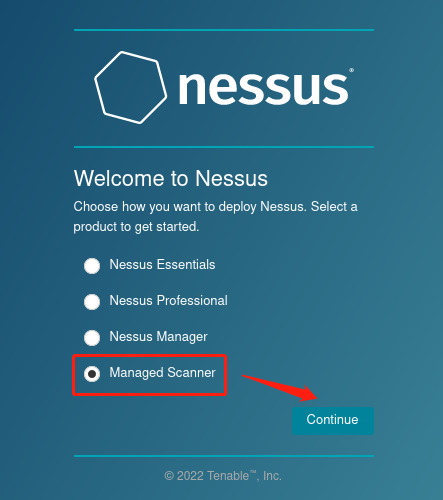 nessus®
Welcome to Nessus
Choose how you want to deploy Nessus. Select a
product to get started.
Nessus Essentials
Nessus Professional
Nessus Manager
Managed Scanner
Continue
© 2022 Tenable™, Inc.